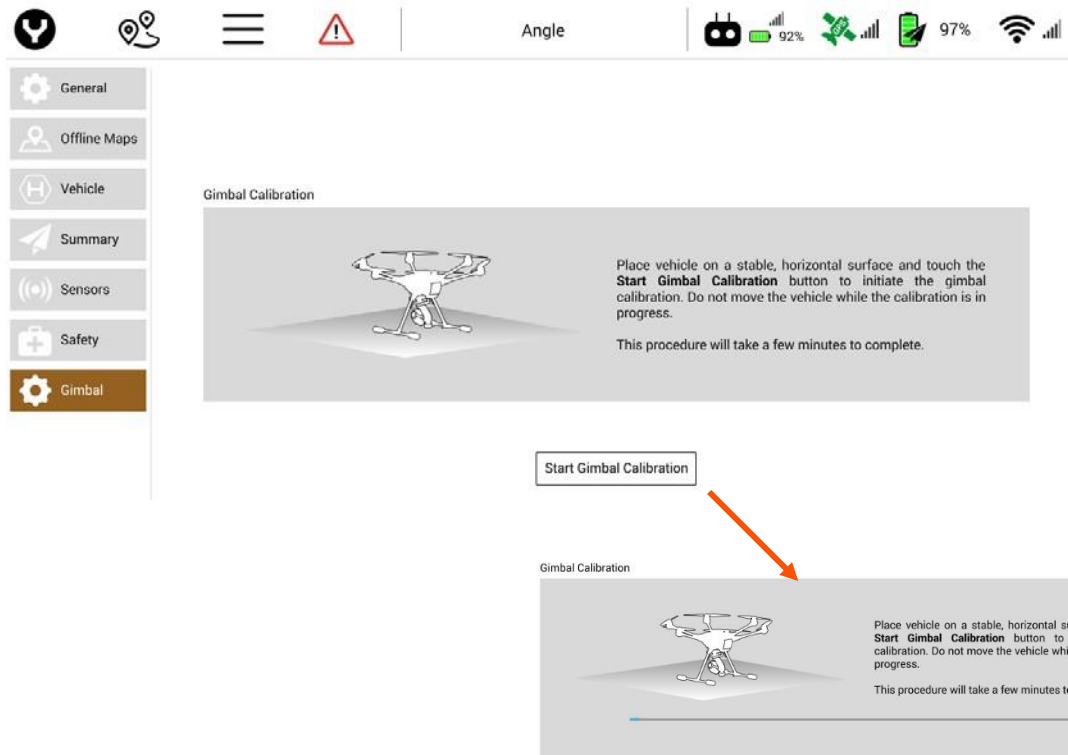 Angle
92%
GPS
97%
General
Offline Maps
Vehicle
Summary
Sensors
Safety
Gimbal
Gimbal Calibration
Place vehicle on a stable, horizontal surface and touch the
Start Gimbal Calibration button to initiate the gimbal
calibration. Do not move the vehicle while the calibration is in
progress.
This procedure will take a few minutes to complete.
Start Gimbal Calibration
Gimbal Calibration
Place vehicle on a stable, horizontal
Start Gimbal Calibration button to
calibration. Do not move the vehicle
progress.
This procedure will take a few minutes